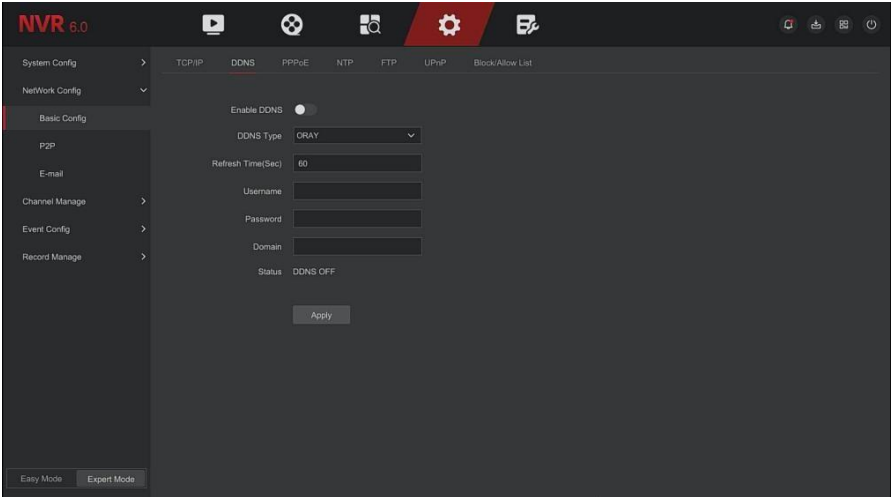 NVR 6.0
System Config
NetWork Config
Basic Config
P2P
E-mail
Channel Manage
Event Config
Record Manage
Easy Mode Expert Mode
TCP/IP DDNS PPPoE NTP FTP UPnP Block/Allow List
Enable DDNS
DDNS Type ORAY
Refresh Time(Sec) 60
Username
Password
Domain
Status DDNS OFF
Apply